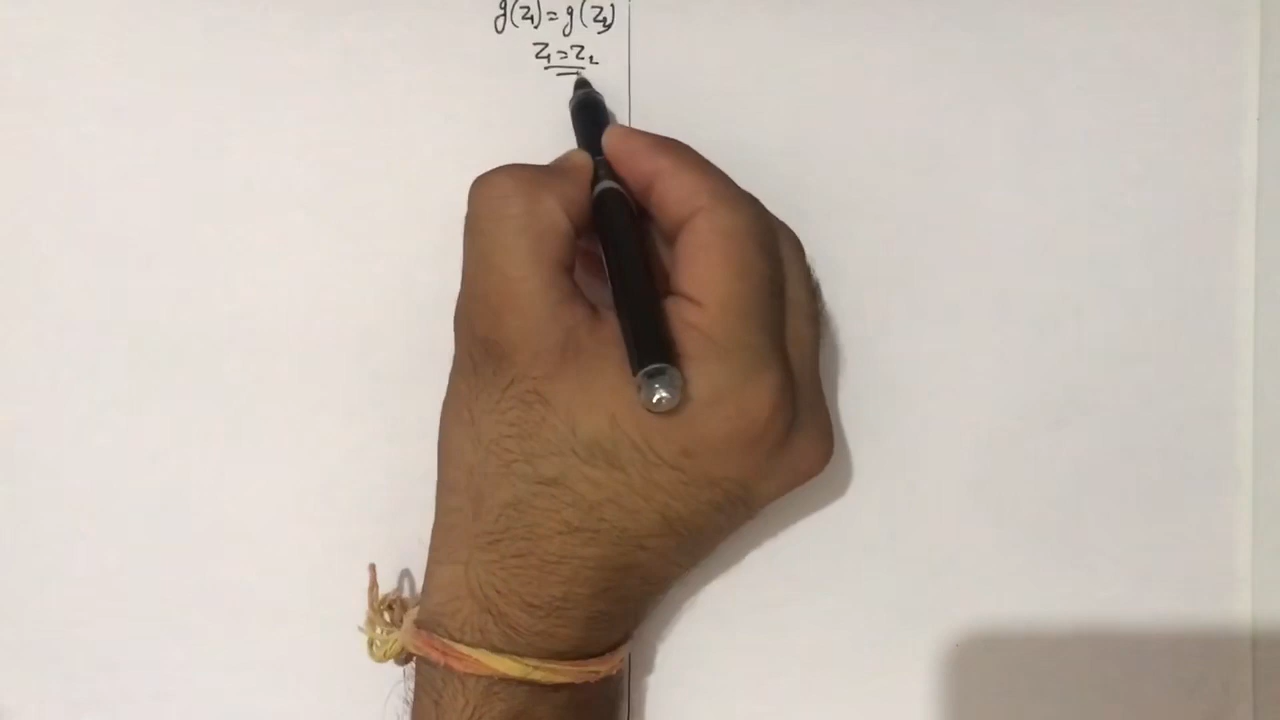 g(z₁) = g(z₂)
z₁ = z₂